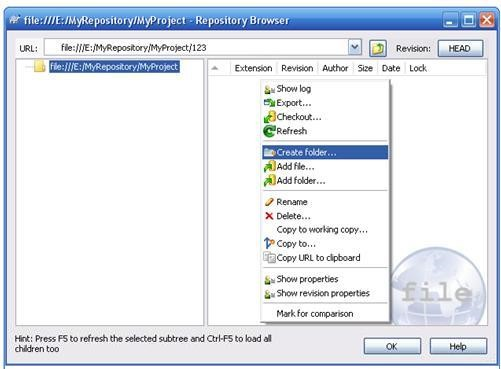 file:///E:/MyRepository/MyProject - Repository Browser
URL: file:///E:/MyRepository/MyProject/123 Revision: HEAD
file:///E:/MyRepository/MyProject
Extension Revision Author Size Date Lock
Show log
Export...
Checkout...
Refresh
Create folder...
Add file...
Add folder...
Rename
Delete...
Copy to working copy...
Copy to...
Copy URL to clipboard
Show properties
Show revision properties
Mark for comparison
file
Hint: Press F5 to refresh the selected subtree and Ctrl-F5 to load all
children too
OK Help